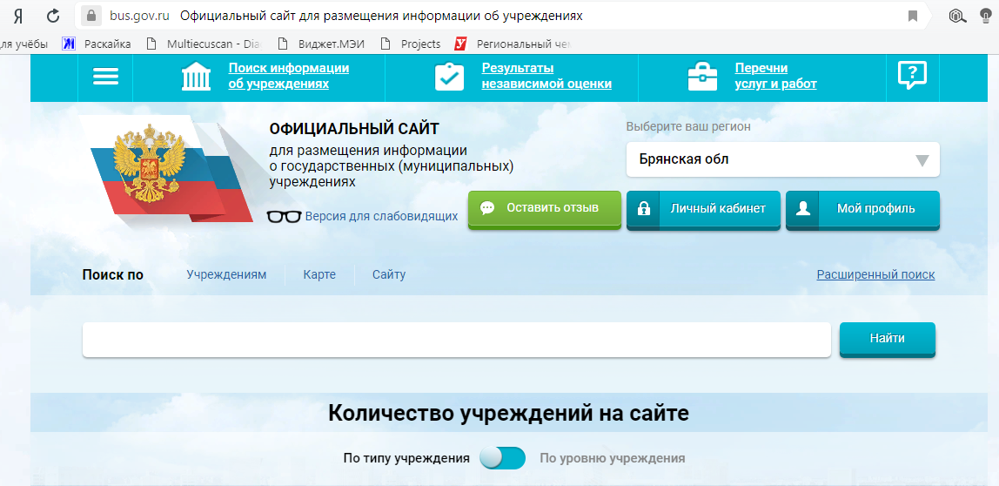 Я bus.gov.ru Официальный сайт для размещения информации об учреждениях
ля учёбы Раскайка Multiecuscan - Dia Виджет.МЭИ Projects Региональный чем
Поиск информации
об учреждениях
Результаты
независимой оценки
Перечни
услуг и работ
ОФИЦИАЛЬНЫЙ САЙТ
для размещения информации
о государственных (муниципальных)
учреждениях
Версия для слабовидящих
Выберите ваш регион
Брянская обл
Оставить отзыв
Личный кабинет
Мой профиль
Поиск по Учреждениям Карте Сайту Расширенный поиск
Найти
Количество учреждений на сайте
По типу учреждения По уровню учреждения